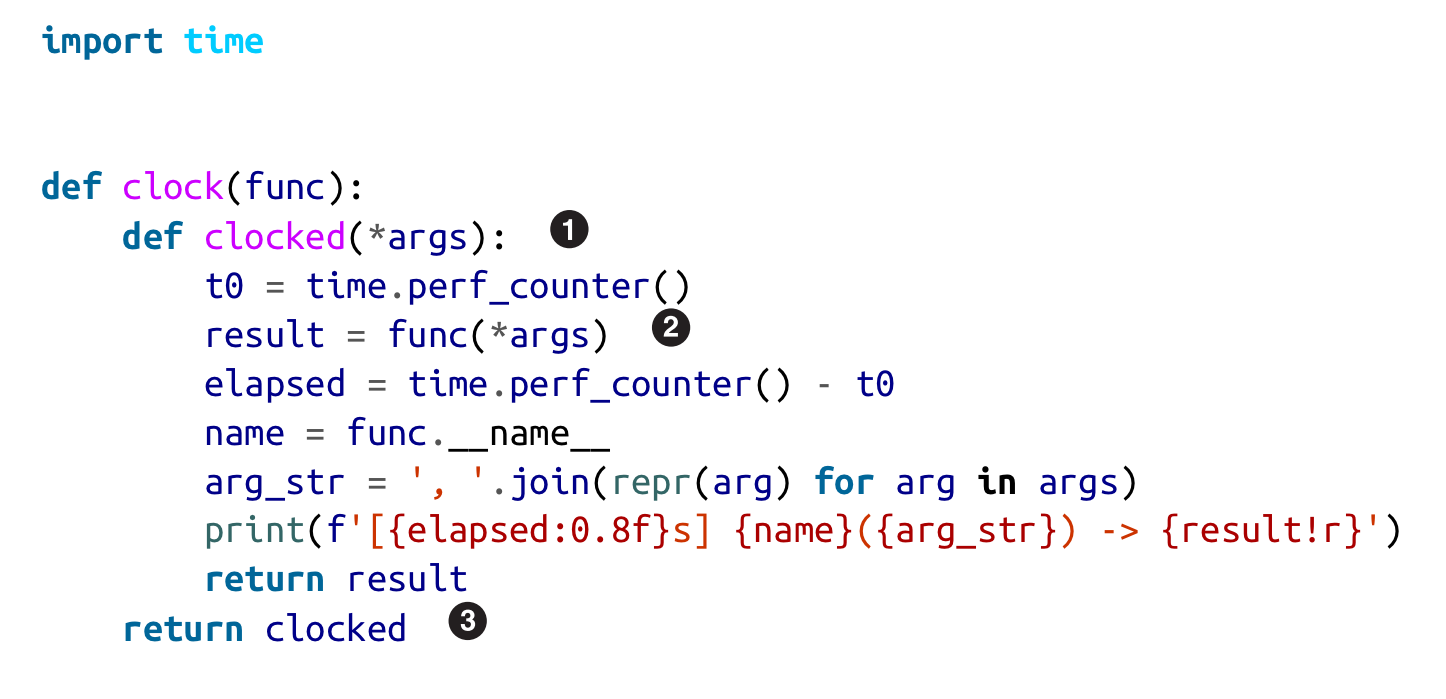 import time
def clock(func):
    def clocked(*args):  ❶
        t0 = time.perf_counter()
        result = func(*args)  ❷
        elapsed = time.perf_counter() - t0
        name = func.__name__
        arg_str = ', '.join(repr(arg) for arg in args)
        print(f'[{elapsed:0.8f}s] {name}({arg_str}) -> {result!r}')
        return result
    return clocked  ❸